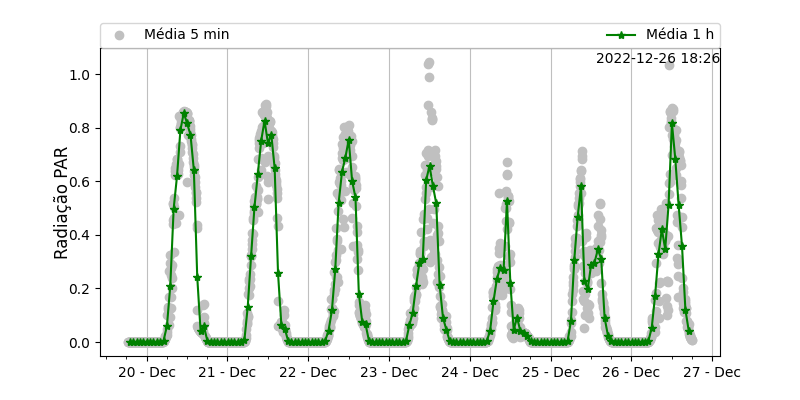 Média 5 min
Média 1 h
2022-12-26 18:26
Radiação PAR
1.0
0.8
0.6
0.4
0.2
0.0
20 - Dec
21 - Dec
22 - Dec
23 - Dec
24 - Dec
25 - Dec
26 - Dec
27 - Dec